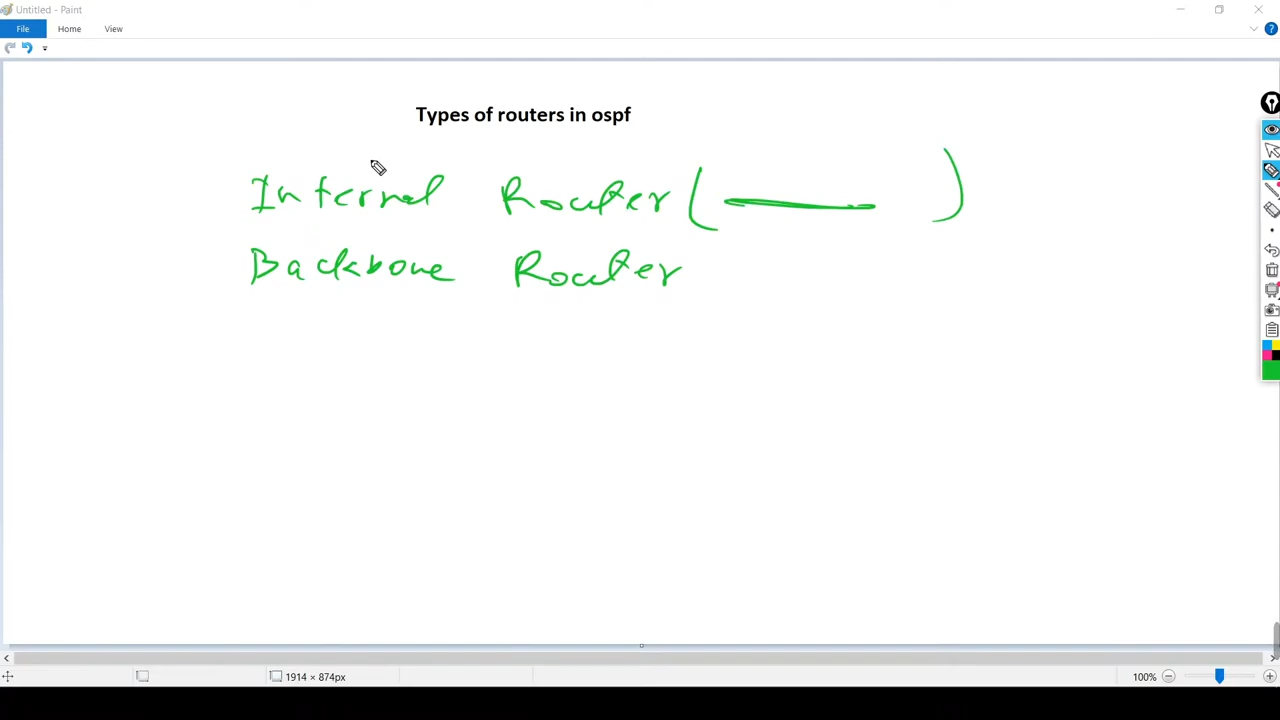 Untitled - Paint
File Home View
Types of routers in ospf
Internal Router ( )
Backbone Router
1914 × 874px 100%